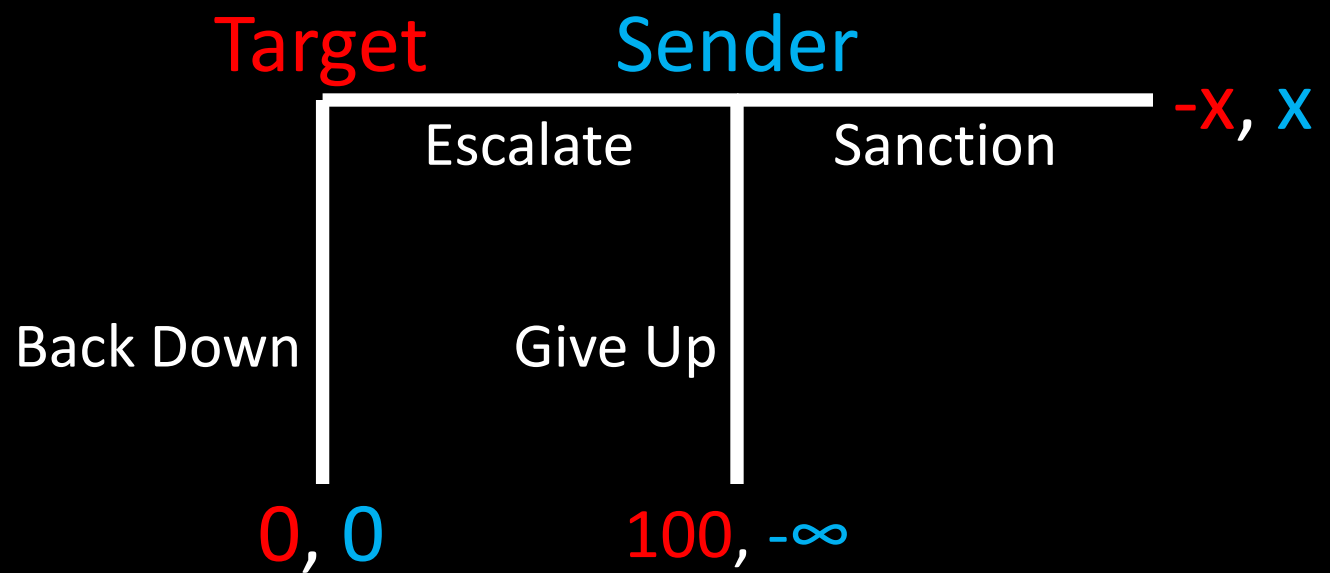 Target Sender
-x, x
Escalate Sanction
Back Down Give Up
0, 0 100, -∞